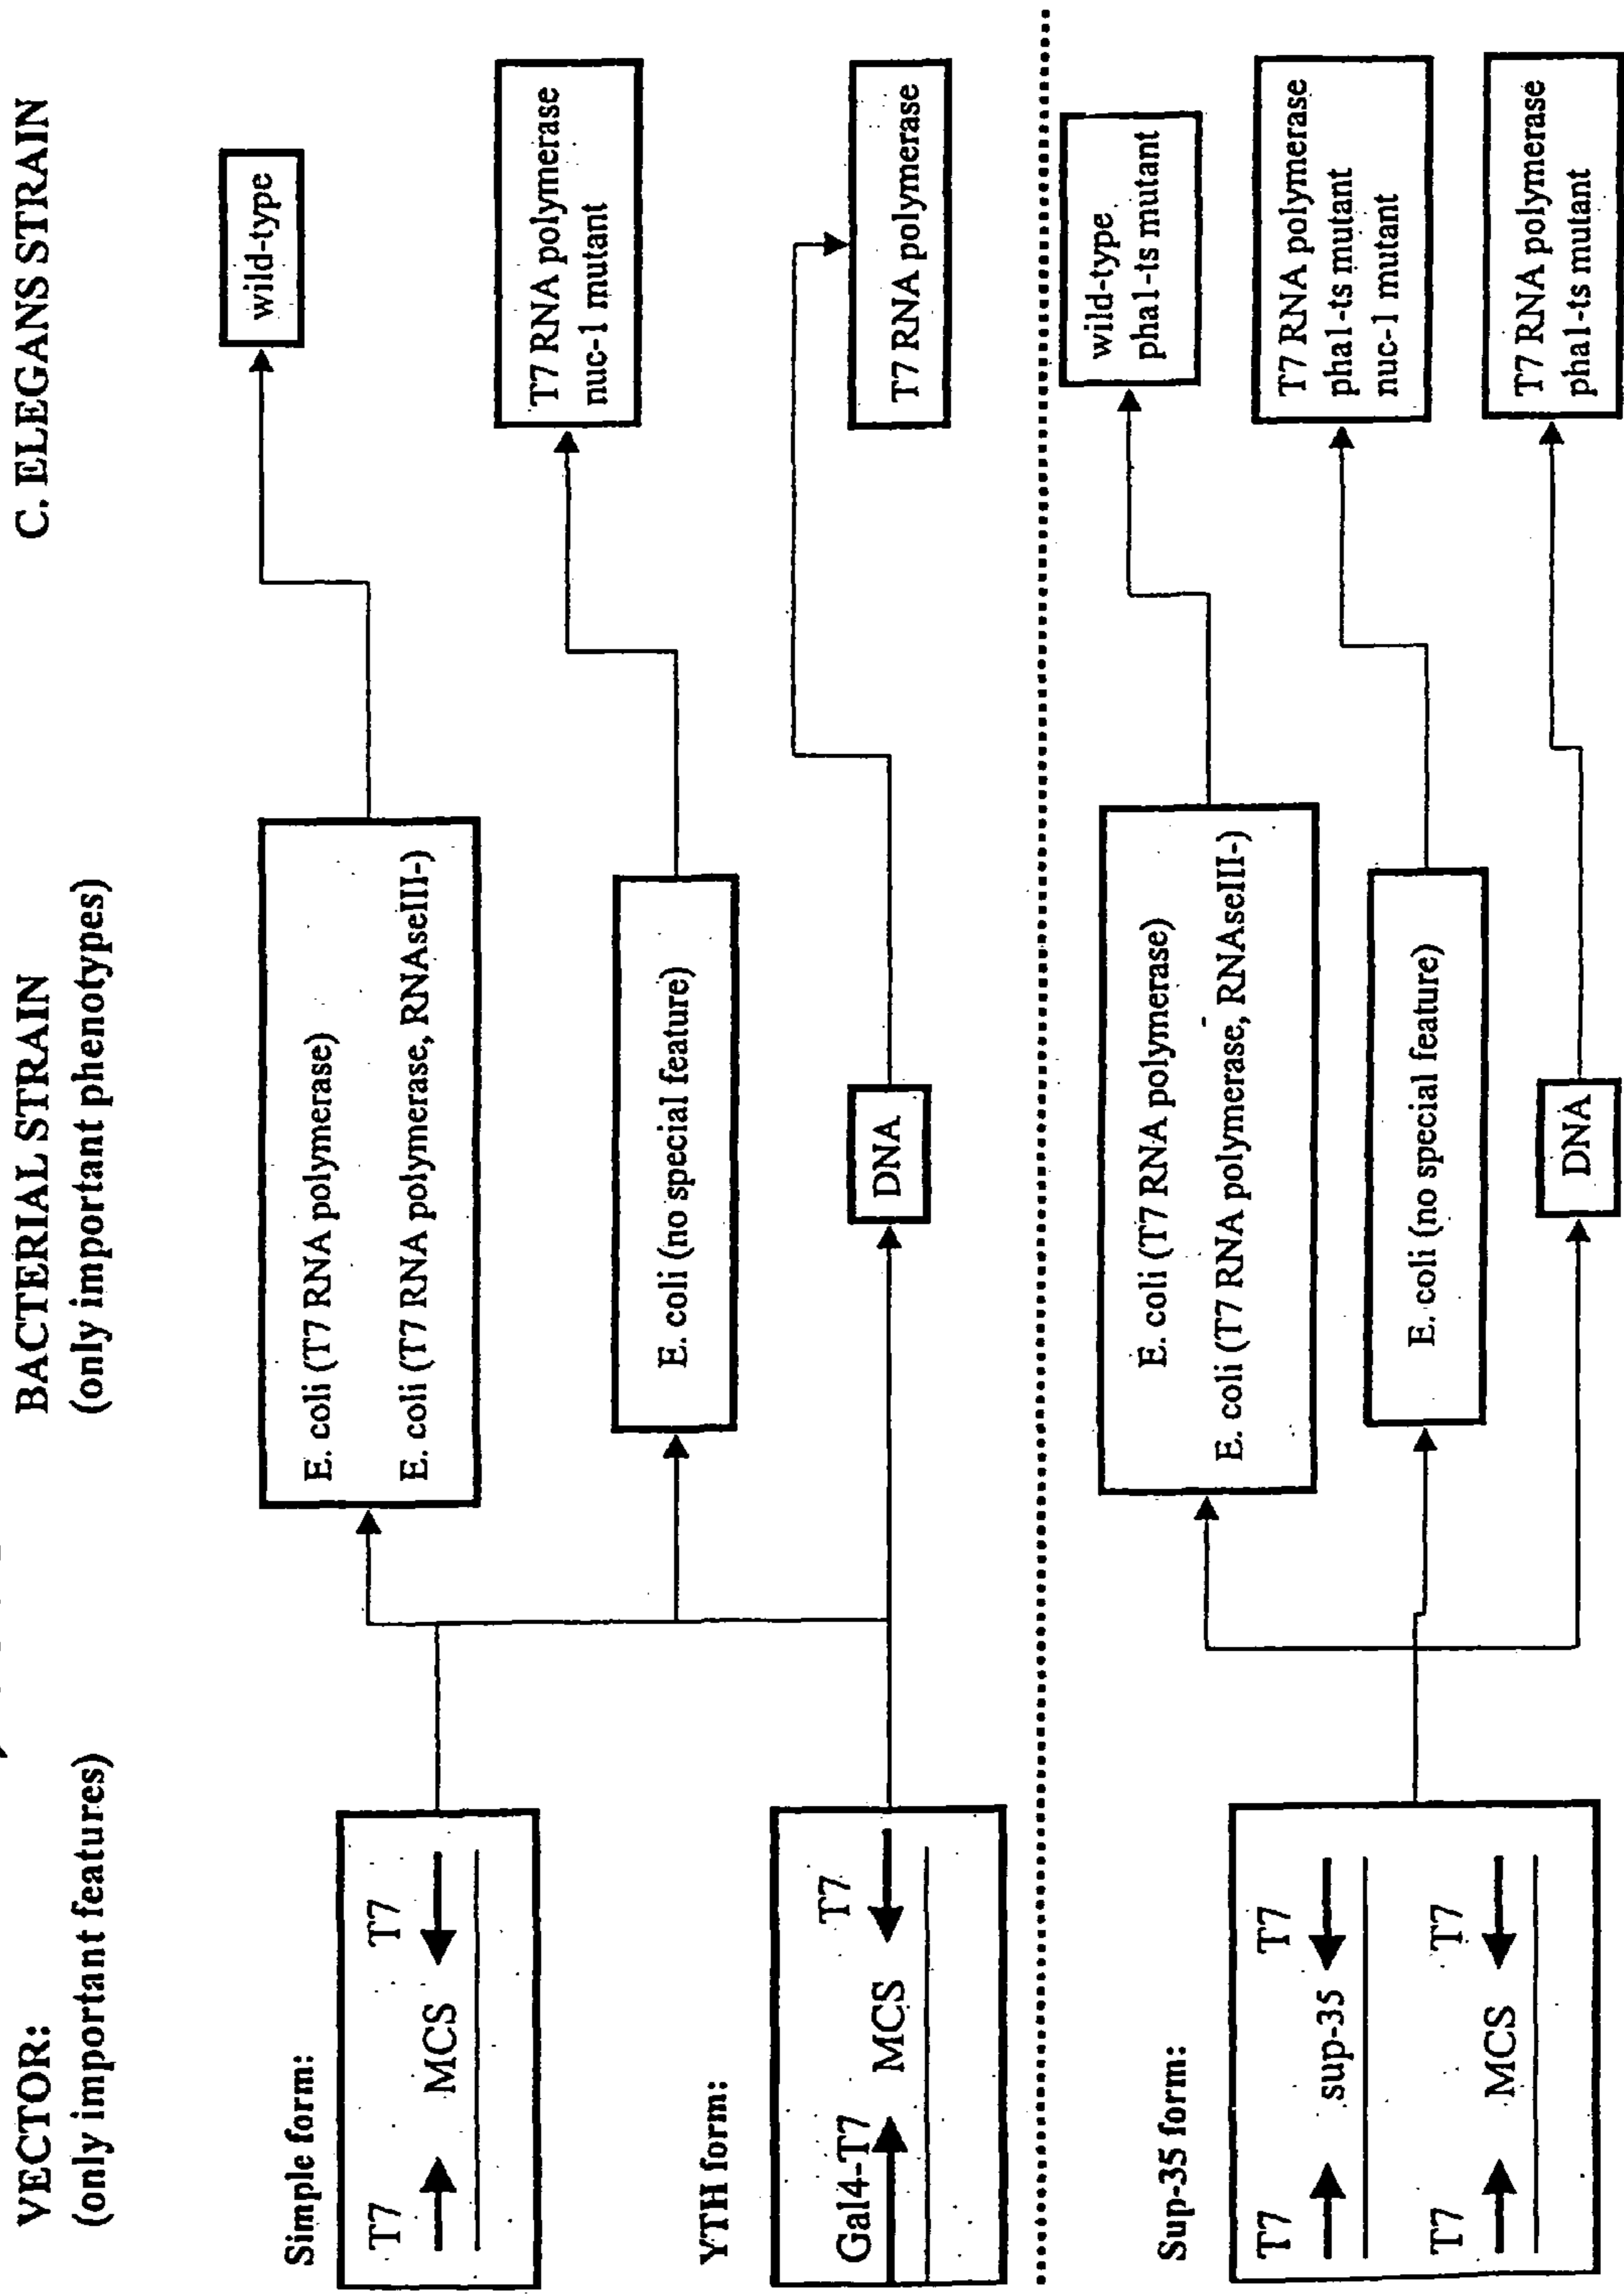 VECTOR:
(only important features)
BACTERIAL STRAIN
(only important phenotypes)
C. ELEGANS STRAIN
Simple form:
T7 T7
MCS
E. coli (T7 RNA polymerase)
E. coli (T7 RNA polymerase, RNAseIII-)
wild-type
E. coli (no special feature)
T7 RNA polymerase
nuc-1 mutant
YTH form:
Gal4-T7 T7
MCS
DNA
T7 RNA polymerase
Sup-35 form:
T7 T7
sup-35
T7 T7
MCS
E. coli (T7 RNA polymerase)
E. coli (T7 RNA polymerase, RNAseIII-)
wild-type
pha1-ts mutant
E. coli (no special feature)
T7 RNA polymerase
pha1-ts mutant
nuc-1 mutant
DNA
T7 RNA polymerase
pha1-ts mutant